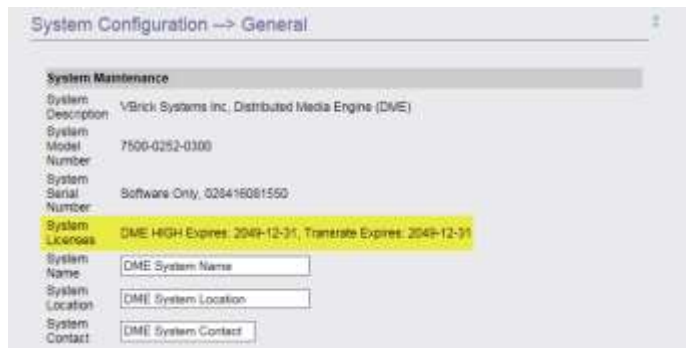 System Configuration --> General
System Maintenance
System Description VBrick Systems Inc, Distributed Media Engine (DME)
System Model Number 7500-0252-0300
System Serial Number Software Only, 028416081550
System Licenses DME HIGH Expires: 2049-12-31, Transrate Expires: 2049-12-31
System Name DME System Name
System Location DME System Location
System Contact DME System Contact